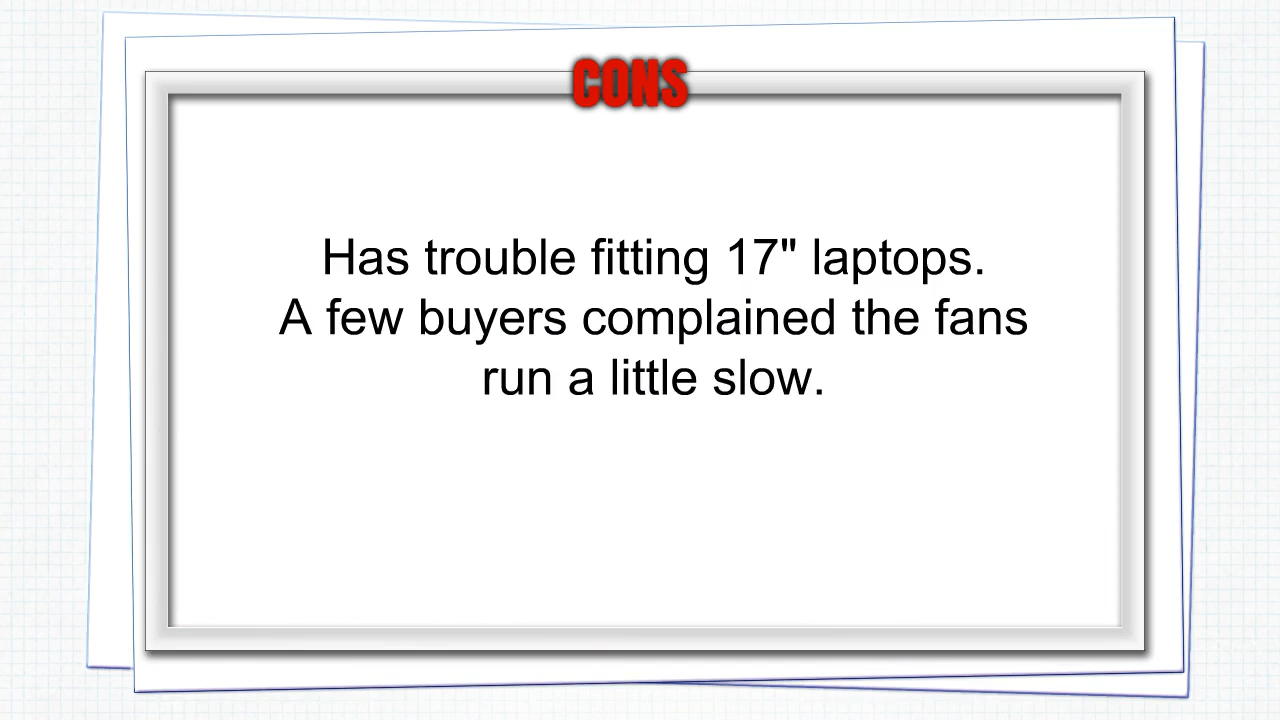 CONS
Has trouble fitting 17" laptops.
A few buyers complained the fans
run a little slow.